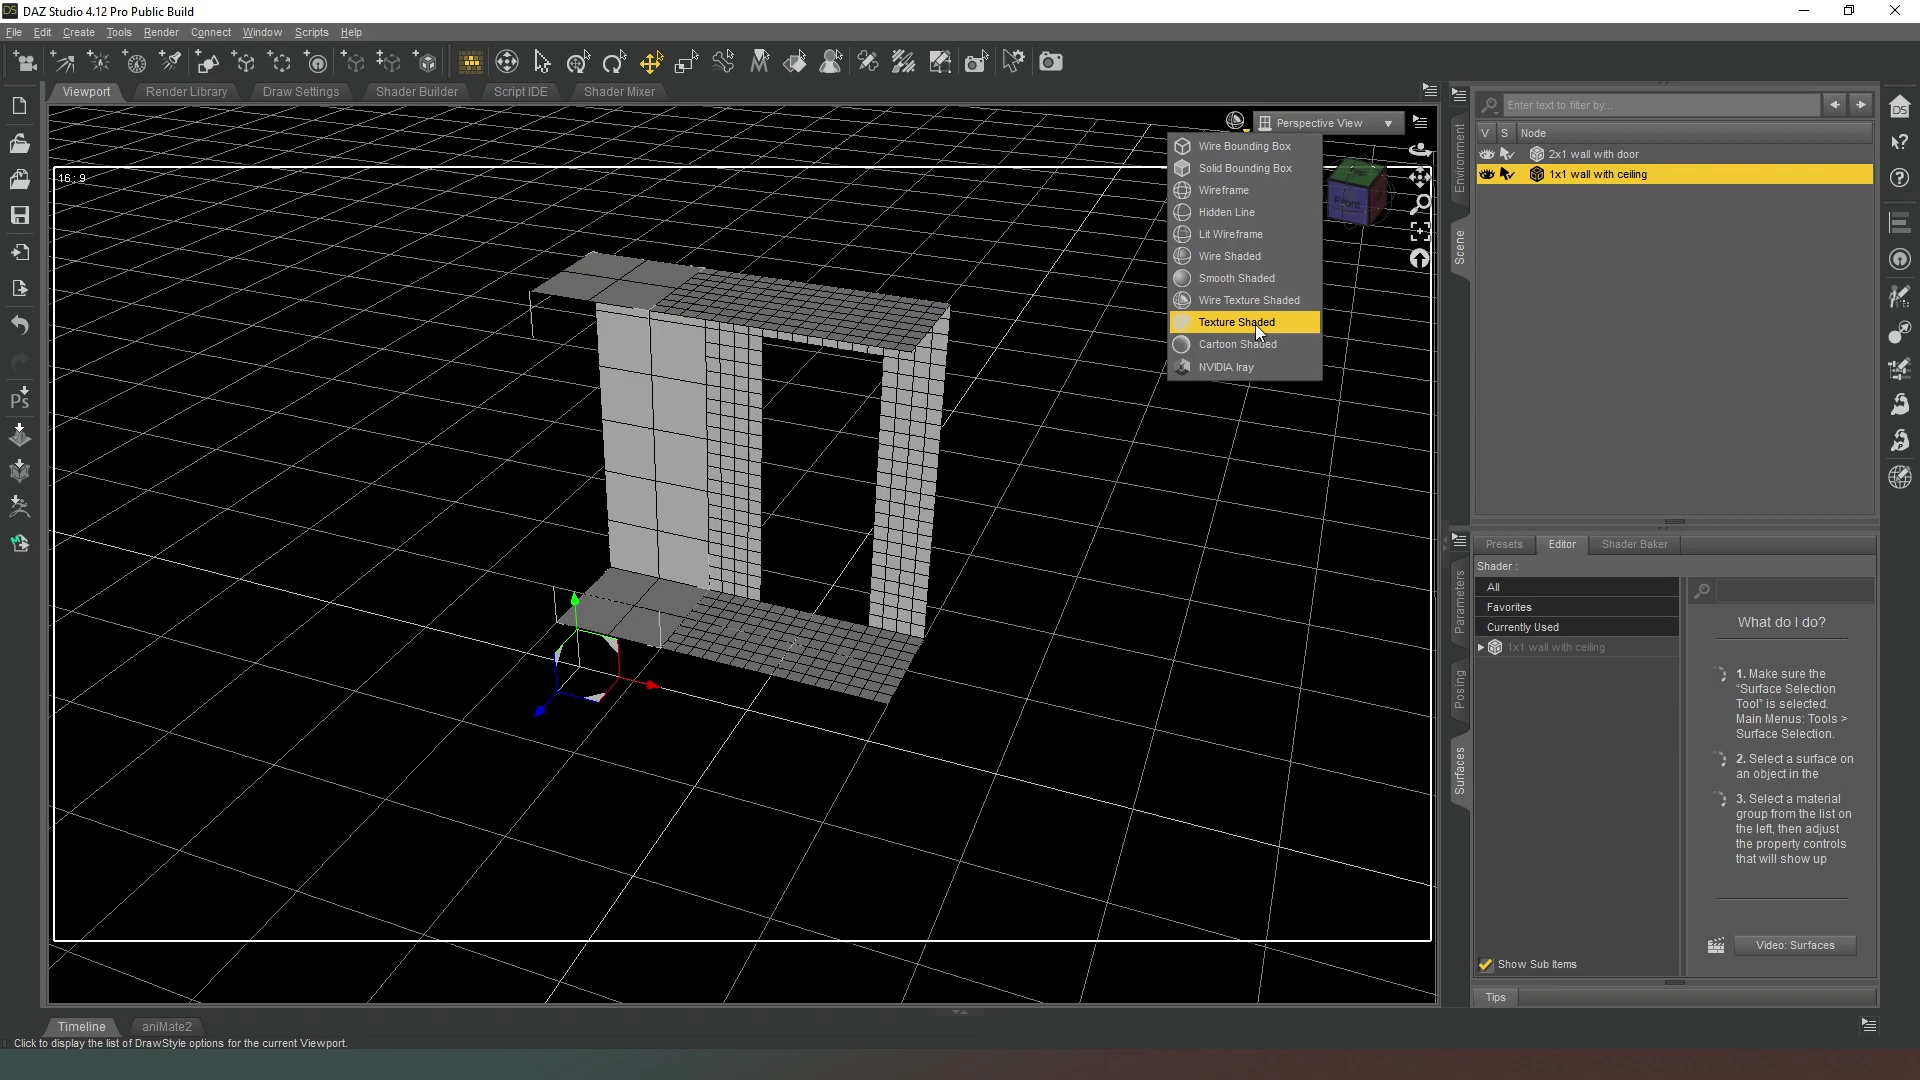 DAZ Studio 4.12 Pro Public Build
File Edit Create Tools Render Connect Window Scripts Help
Viewport Render Library Draw Settings Shader Builder Script IDE Shader Mixer
Perspective View
16 : 9
Wire Bounding Box
Solid Bounding Box
Wireframe
Hidden Line
Lit Wireframe
Wire Shaded
Smooth Shaded
Wire Texture Shaded
Texture Shaded
Cartoon Shaded
NVIDIA Iray
Front
Environment
Scene
Enter text to filter by...
V S Node
2x1 wall with door
1x1 wall with ceiling
Parameters
Posing
Surfaces
Presets Editor Shader Baker
Shader :
All
Favorites
Currently Used
1x1 wall with ceiling
What do I do?
1. Make sure the
"Surface Selection
Tool" is selected.
Main Menus: Tools >
Surface Selection.
2. Select a surface on
an object in the
3. Select a material
group from the list on
the left, then adjust
the property controls
that will show up
Video: Surfaces
Show Sub Items
Tips
Timeline aniMate2
Click to display the list of DrawStyle options for the current Viewport.